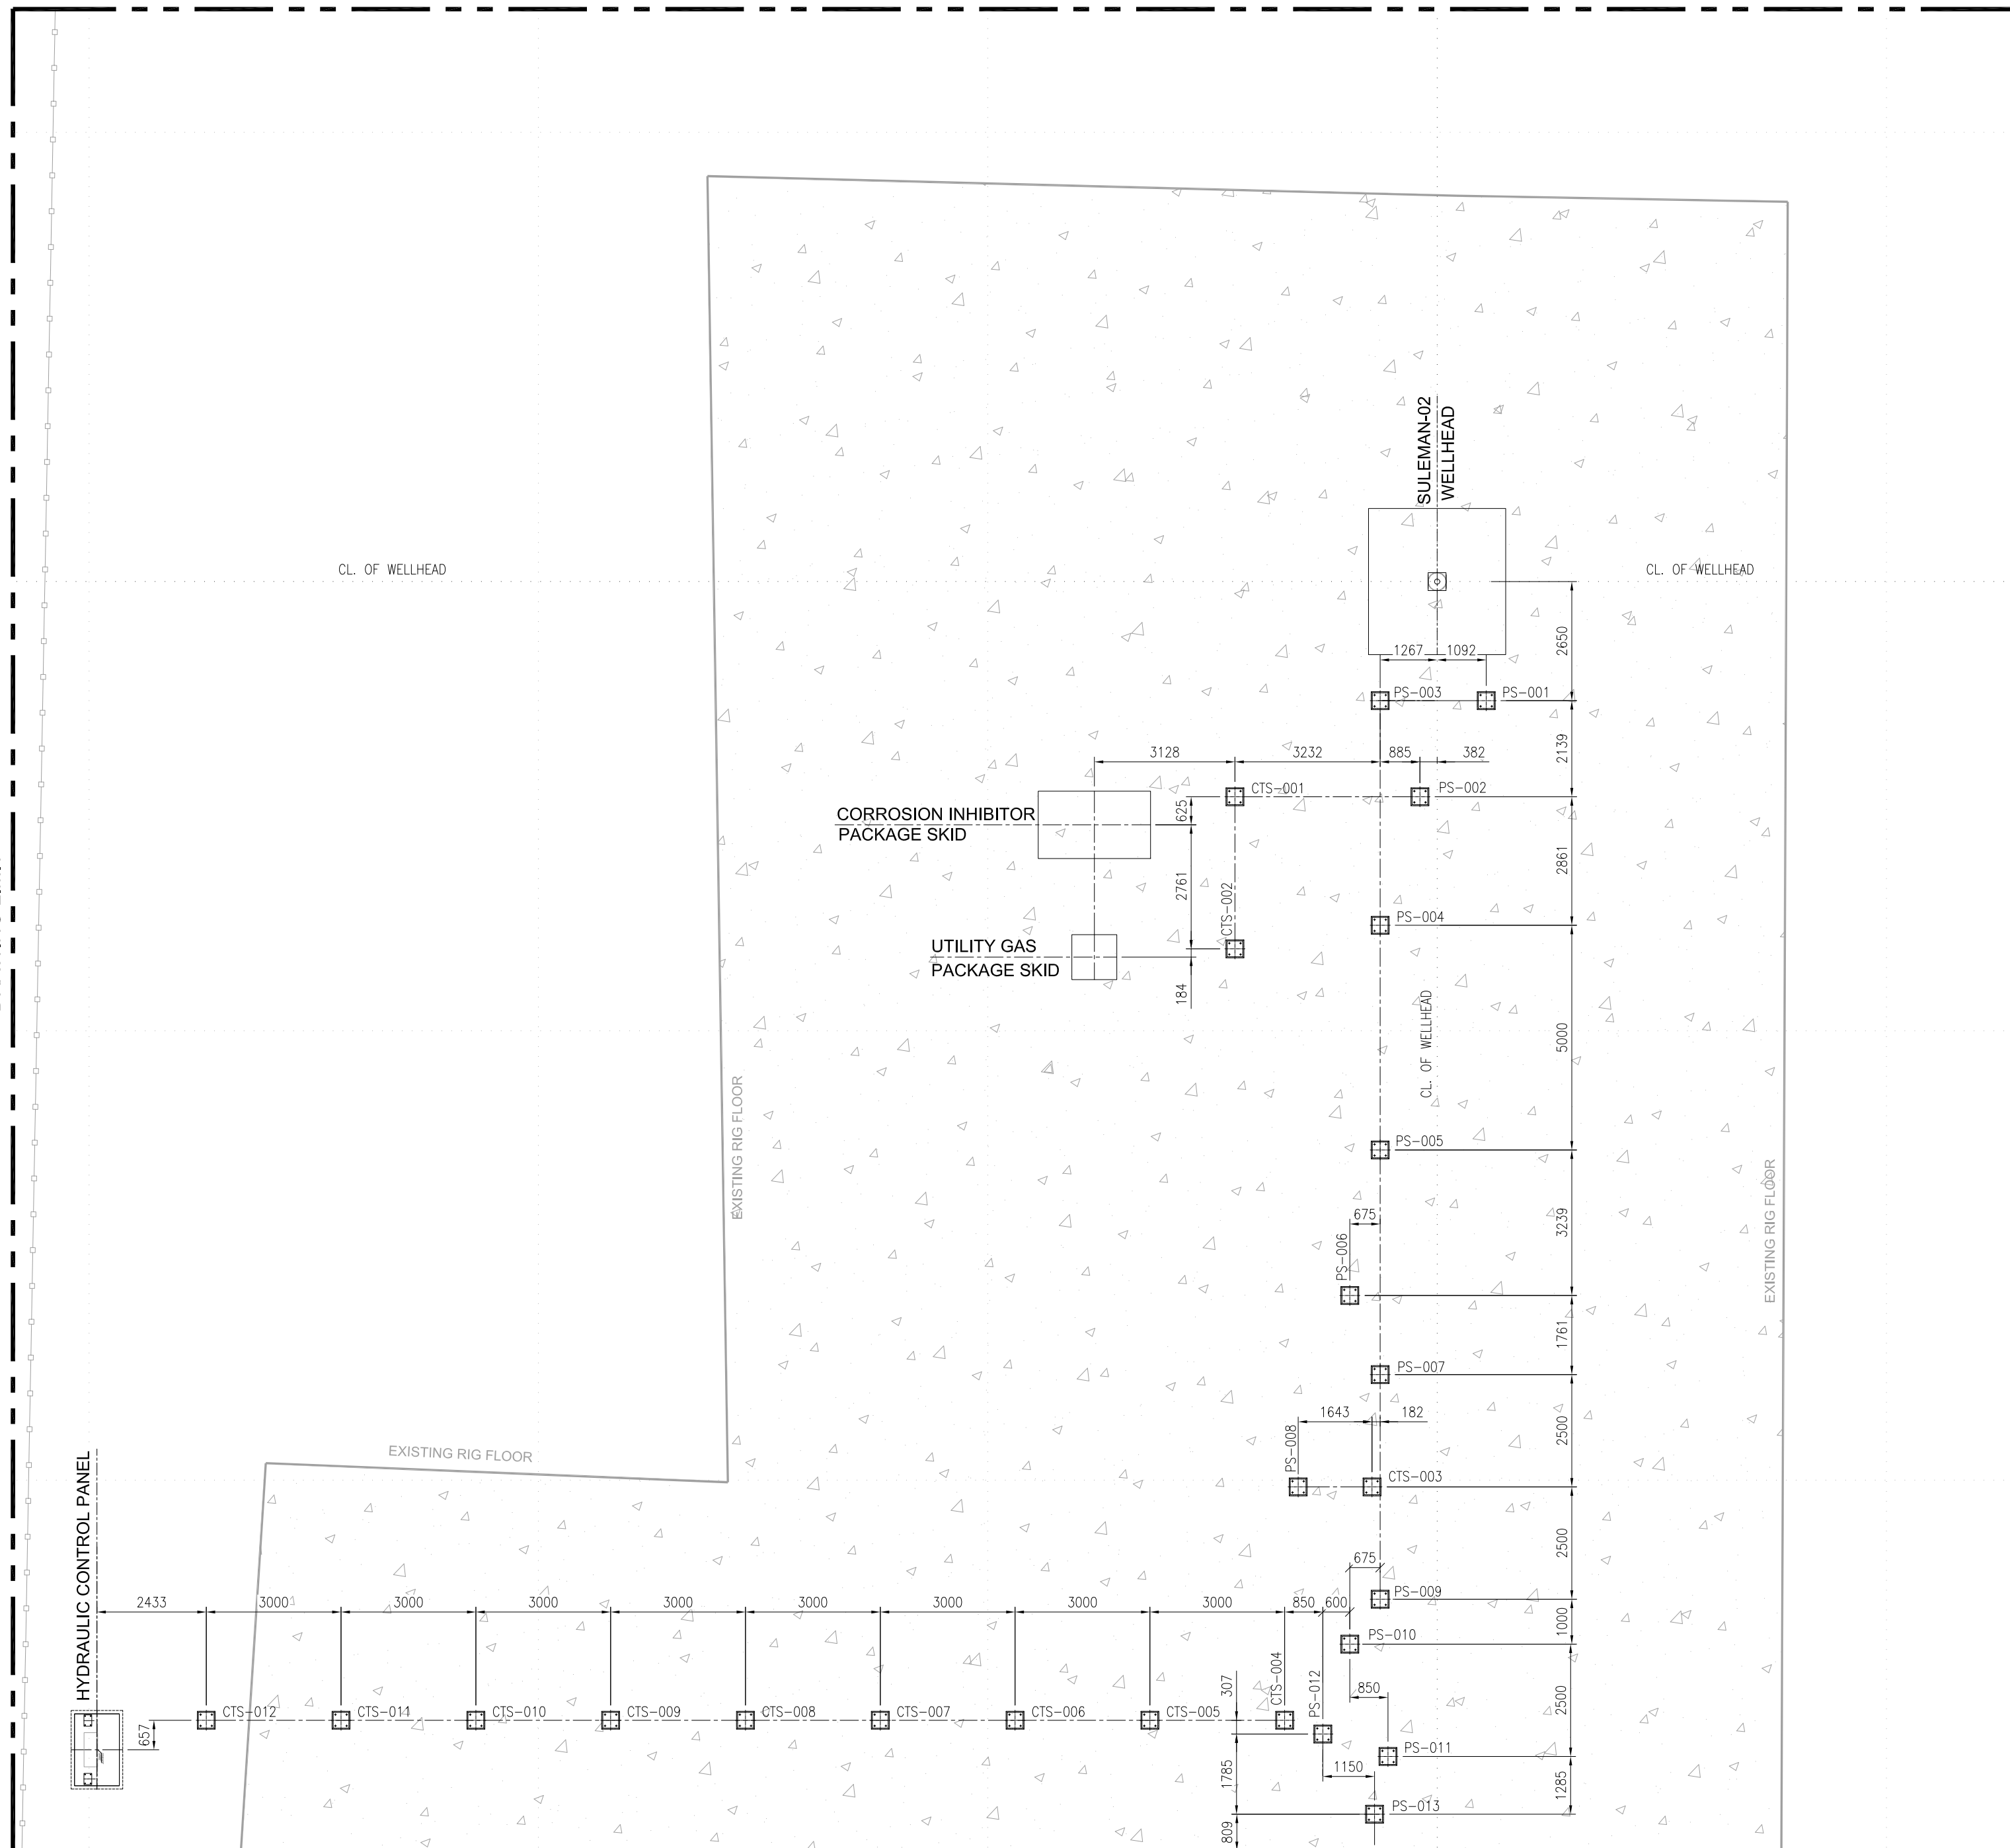 SULEMAN-02
WELLHEAD
CL. OF WELLHEAD
CL. OF WELLHEAD
2650
1267
1092
PS-003
PS-001
2139
3128
3232
885
382
CTS-001
PS-002
CORROSION INHIBITOR
PACKAGE SKID
625
2861
2761
CTS-002
PS-004
UTILITY GAS
PACKAGE SKID
184
CL. OF WELLHEAD
5000
EXISTING RIG FLOOR
PS-005
EXISTING RIG FLOOR
675
3239
PS-006
1761
PS-007
1643
182
2500
PS-008
CTS-003
EXISTING RIG FLOOR
HYDRAULIC CONTROL PANEL
2500
675
PS-009
2433
3000
3000
3000
3000
3000
3000
3000
3000
850
600
1000
PS-010
307
CTS-004
PS-012
850
2500
CTS-012
CTS-011
CTS-010
CTS-009
CTS-008
CTS-007
CTS-006
CTS-005
657
PS-011
1785
1150
1285
PS-013
809